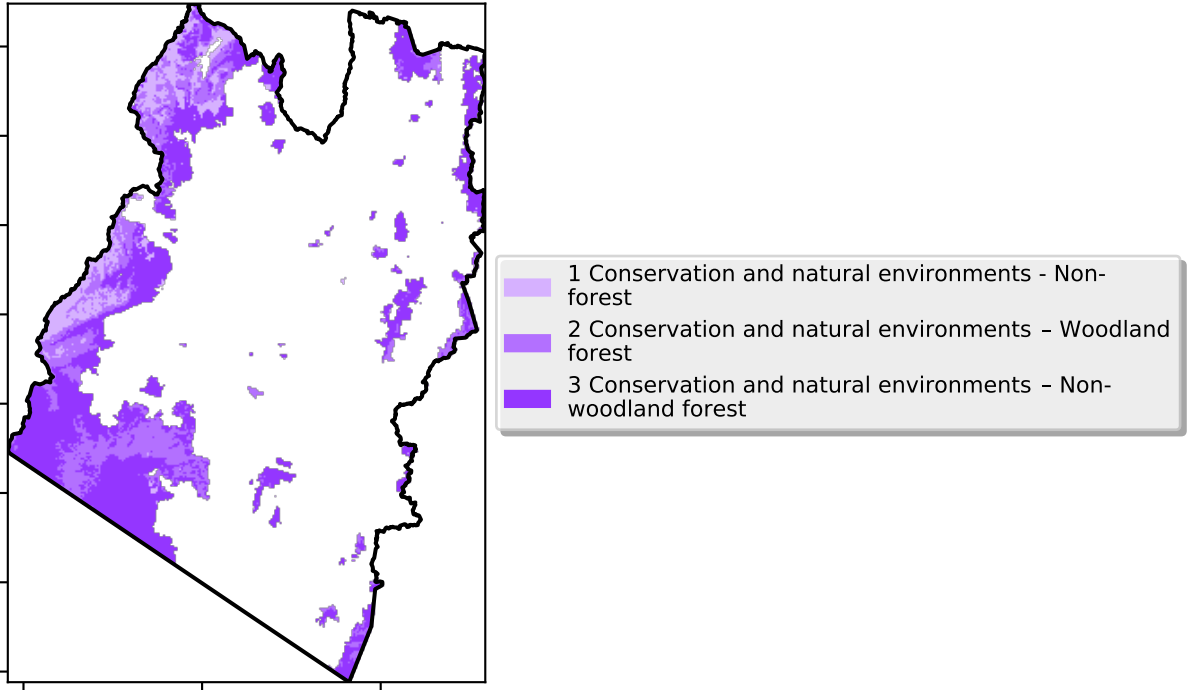 1 Conservation and natural environments - Non-
forest
2 Conservation and natural environments – Woodland
forest
3 Conservation and natural environments – Non-
woodland forest